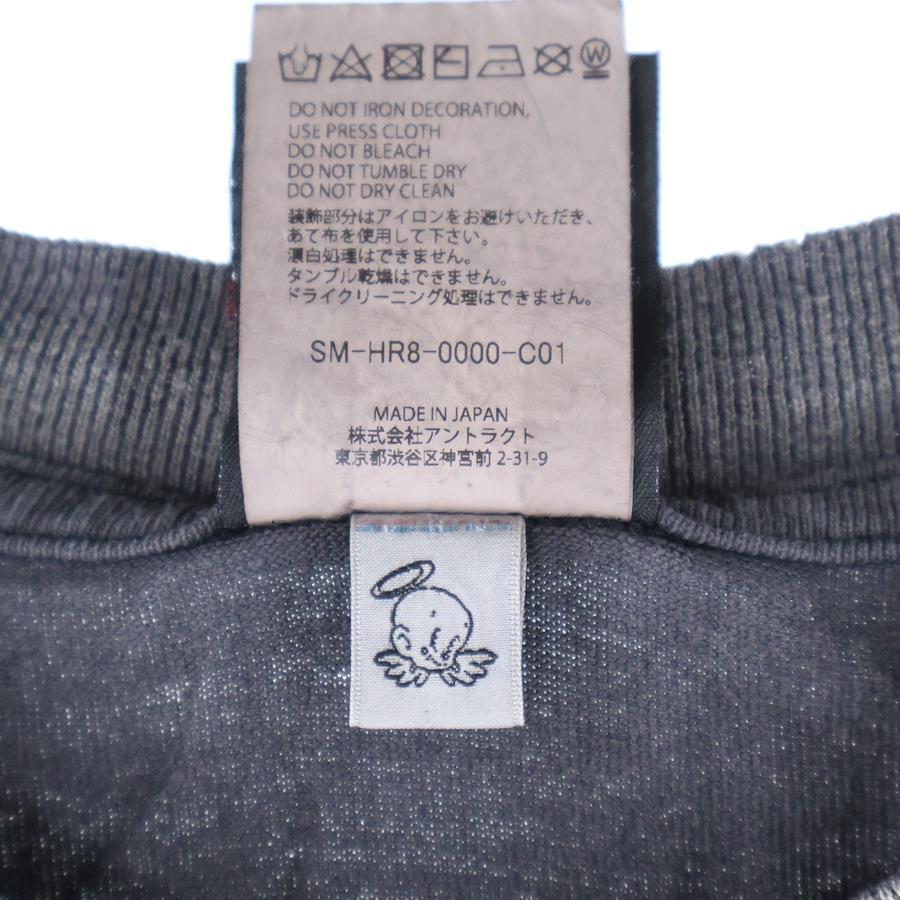 W
DO NOT IRON DECORATION,
USE PRESS CLOTH
DO NOT BLEACH
DO NOT TUMBLE DRY
DO NOT DRY CLEAN
装飾部分はアイロンをお避けいただき、
あて布を使用して下さい。
漂白処理はできません。
タンブル乾燥はできません。
ドライクリーニング処理はできません。
SM-HR8-0000-C01
MADE IN JAPAN
株式会社アントラクト
東京都渋谷区神宮前 2-31-9